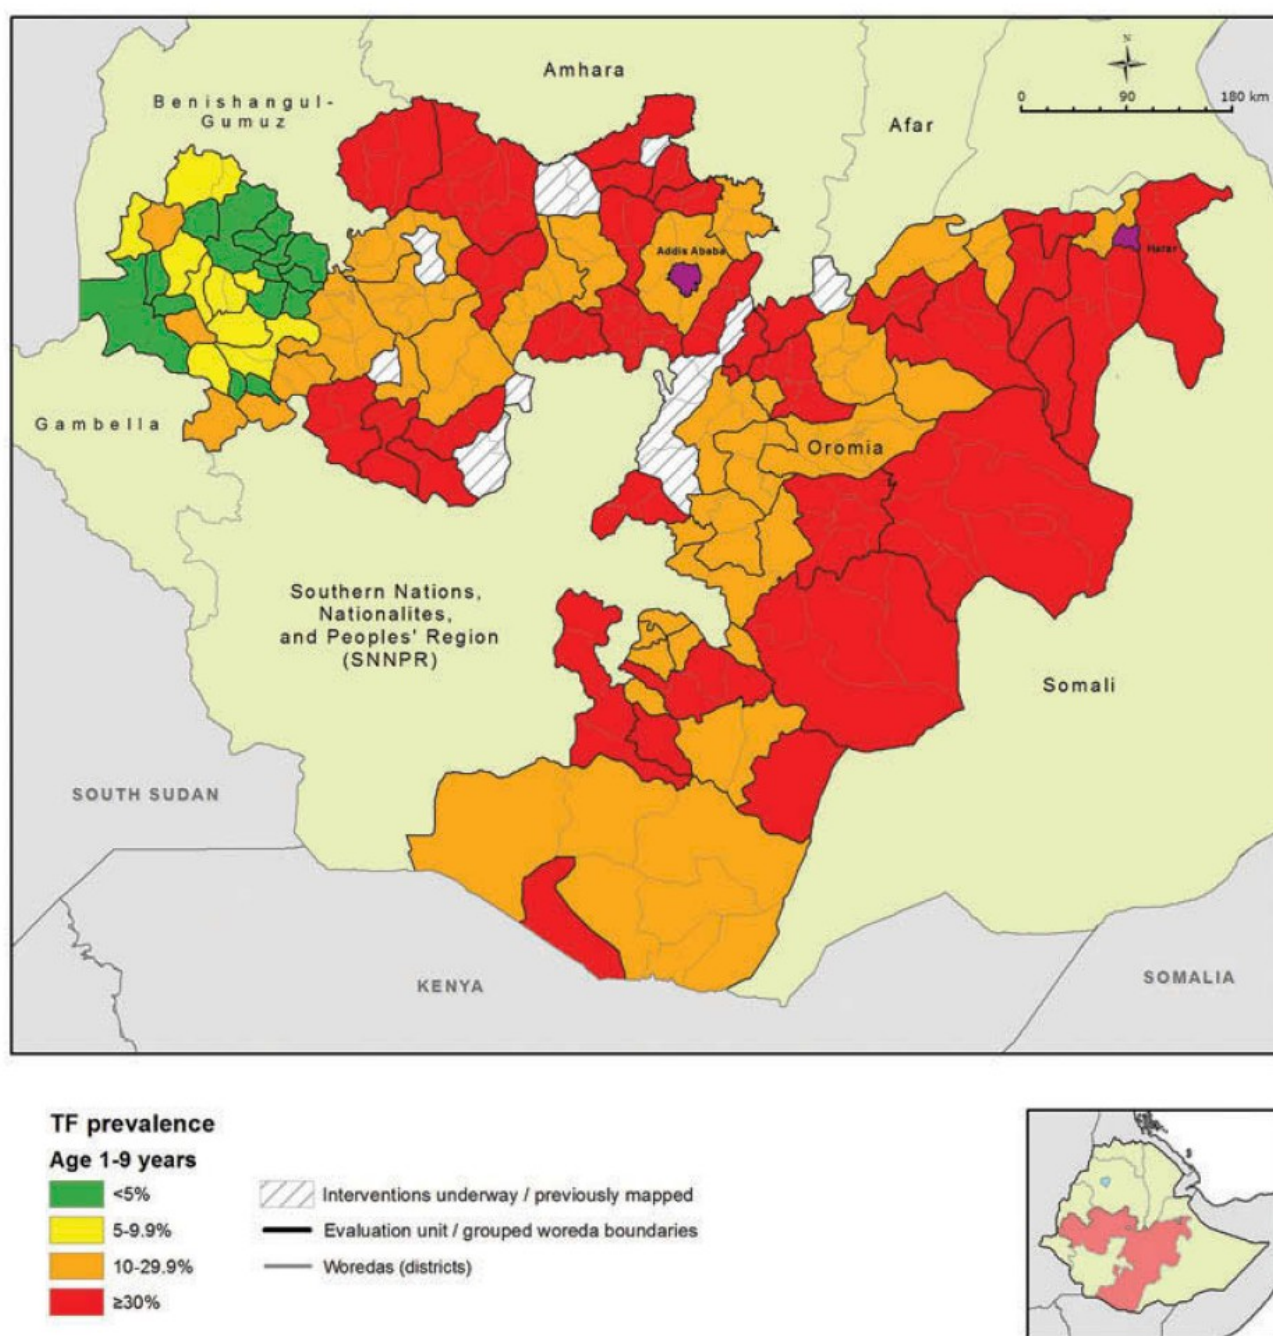 N
0 90 180 km
Amhara
Benishangul-
Gumuz
Afar
Addis Ababa
Harar
Gambella
Oromia
Southern Nations,
Nationalites,
and Peoples' Region
(SNNPR)
Somali
SOUTH SUDAN
KENYA
SOMALIA
TF prevalence
Age 1-9 years
<5%
5-9.9%
10-29.9%
≥30%
Interventions underway / previously mapped
Evaluation unit / grouped woreda boundaries
Woredas (districts)